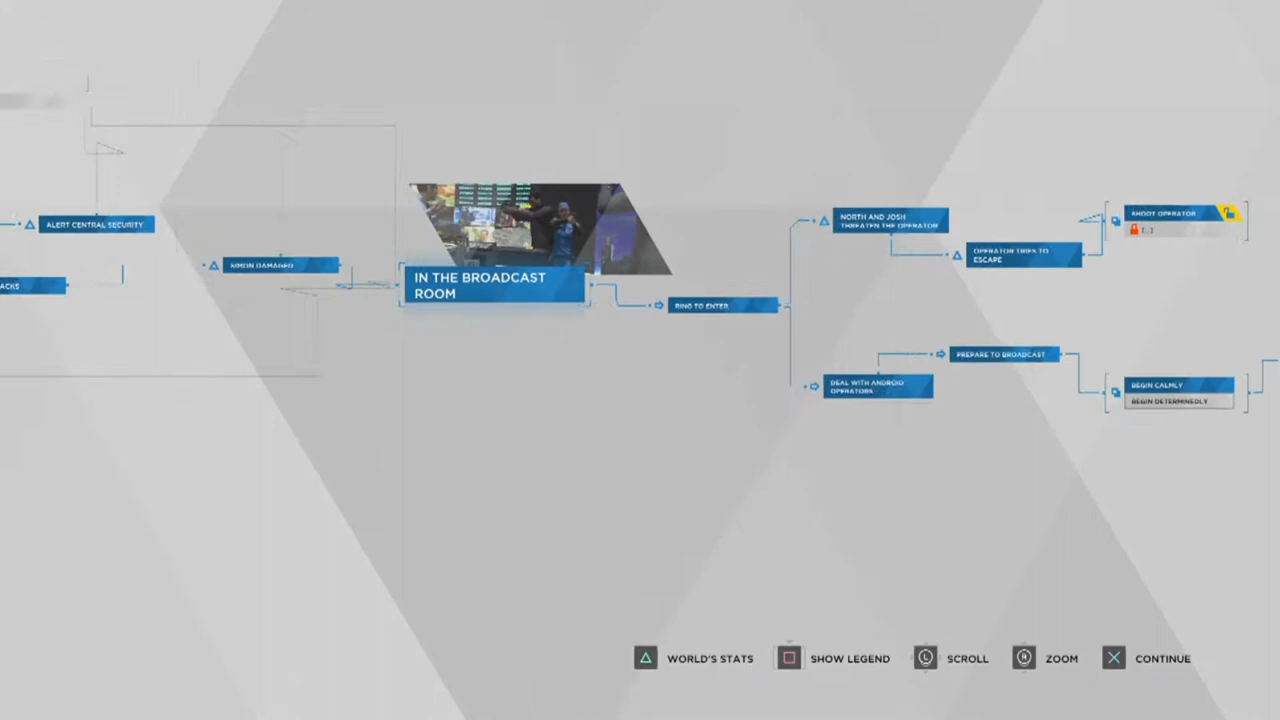 NORTH AND JOSH
THREATEN THE OPERATOR
SHOOT OPERATOR
[...]
ALERT CENTRAL SECURITY
OPERATOR TRIES TO
ESCAPE
SIMON DAMAGED
IN THE BROADCAST
ROOM
ACKS
RING TO ENTER
PREPARE TO BROADCAST
DEAL WITH ANDROID
OPERATORS
BEGIN CALMLY
BEGIN DETERMINEDLY
WORLD'S STATS
SHOW LEGEND
L
SCROLL
R
ZOOM
CONTINUE